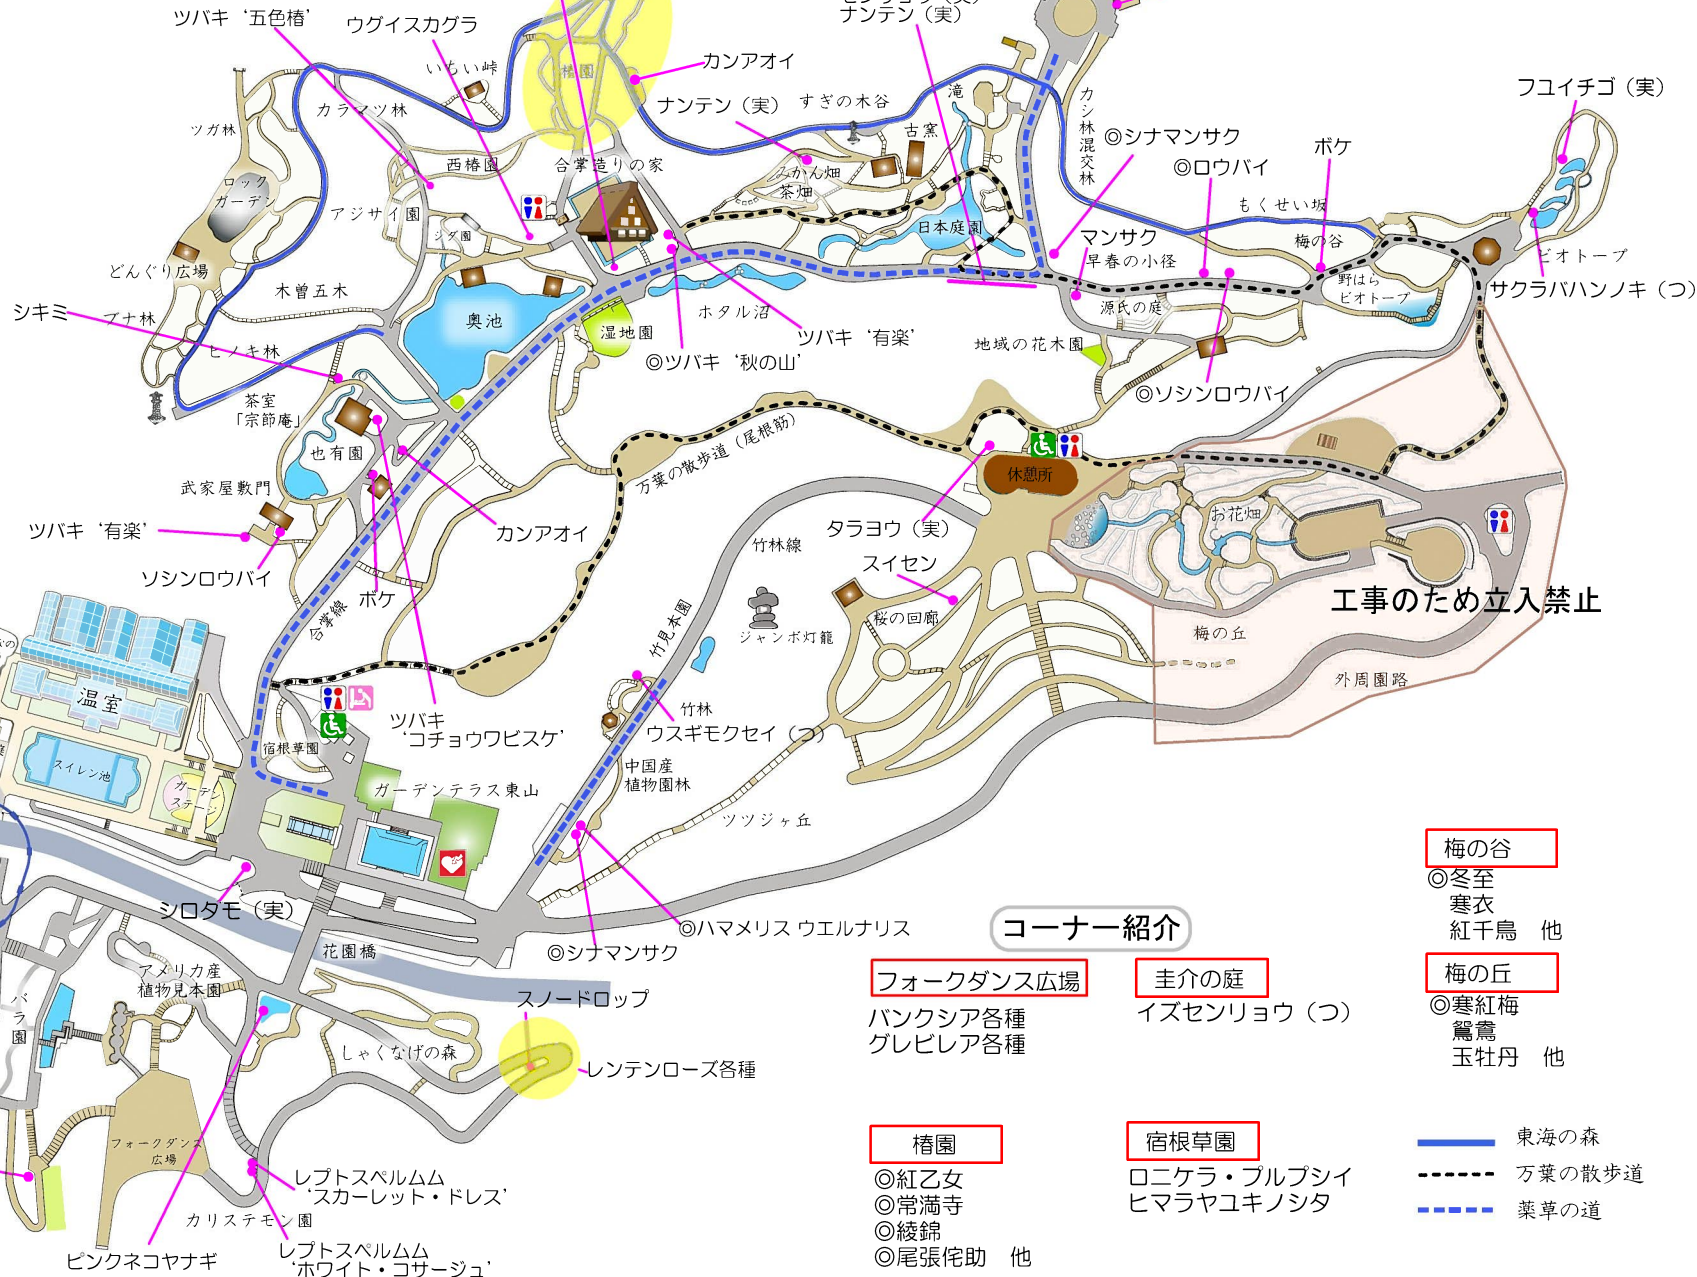 ツバキ ‘五色椿’
ウグイスカグラ
ナンテン（実）
いちい峠
椿園
カンアオイ
カラマツ林
ツガ林
ナンテン（実）
すぎの木谷
滝
古窯
カシ林混交林
◎シナマンサク
◎ロウバイ
ボケ
フユイチゴ（実）
西椿園
合掌造りの家
みかん畑
茶畑
ロック
ガーデン
アジサイ園
シダ園
日本庭園
マンサク
早春の小径
もくせい坂
梅の谷
ビオトープ
どんぐり広場
木曽五木
野はら
ビオトープ
サクラバハンノキ（つ）
シキミ
ブナ林
奥池
湿地園
ホタル沼
源氏の庭
ツバキ ‘有楽’
地域の花木園
ヒノキ林
◎ツバキ ‘秋の山’
◎ソシンロウバイ
茶室
「宗節庵」
也有園
万葉の散歩道（尾根筋）
休憩所
武家屋敷門
ツバキ ‘有楽’
カンアオイ
竹林線
タラヨウ（実）
お花畑
スイセン
ソシンロウバイ
ボケ
合掌線
工事のため立入禁止
竹見本園
ジャンボ灯籠
桜の回廊
梅の丘
外周園路
温室
ツバキ
‘コチョウワビスケ’
竹林
ウスギモクセイ（つ）
宿根草園
スイレン池
ガーデン
ステージ
ガーデンテラス東山
中国産
植物園林
ツツジヶ丘
シロダモ（実）
花園橋
◎シナマンサク
◎ハマメリス ウエルナリス
アメリカ産
植物見本園
バラ園
スノードロップ
しゃくなげの森
レンテンローズ各種
フォークダンス
広場
レプトスペルムム
‘スカーレット・ドレス’
カリステモン園
ピンクネコヤナギ
レプトスペルムム
‘ホワイト・コサージュ’
コーナー紹介
フォークダンス広場
バンクシア各種
グレビレア各種
圭介の庭
イズセンリョウ（つ）
梅の谷
◎冬至
寒衣
紅千鳥　他
梅の丘
◎寒紅梅
鴛鴦
玉牡丹　他
椿園
◎紅乙女
◎常満寺
◎綾錦
◎尾張侘助　他
宿根草園
ロニケラ・プルプシイ
ヒマラヤユキノシタ
東海の森
万葉の散歩道
薬草の道